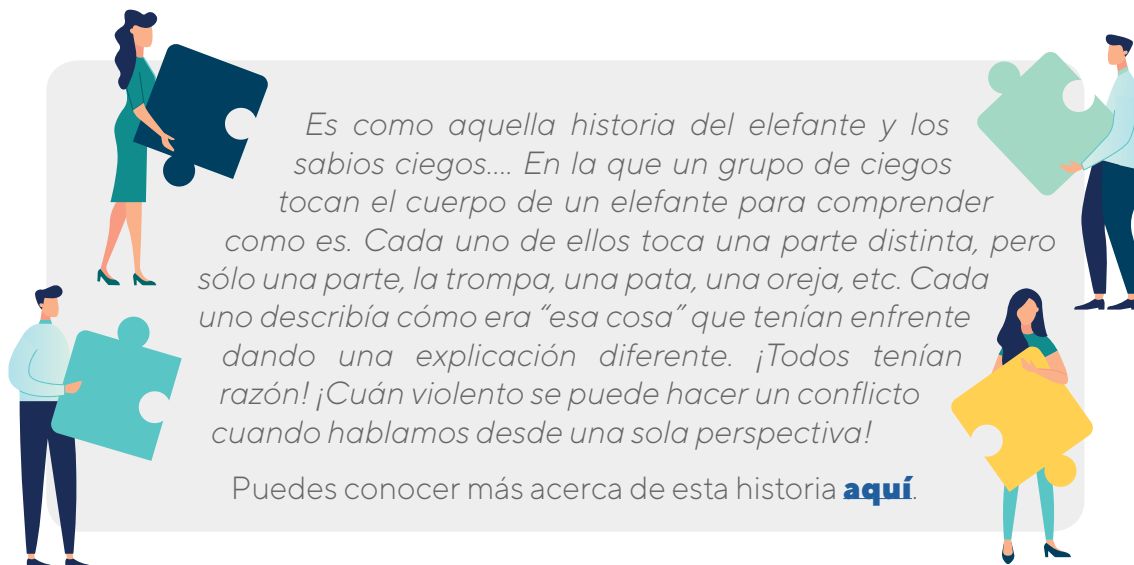 Es como aquella historia del elefante y los
sabios ciegos.... En la que un grupo de ciegos
tocan el cuerpo de un elefante para comprender
como es. Cada uno de ellos toca una parte distinta, pero
sólo una parte, la trompa, una pata, una oreja, etc. Cada
uno describía cómo era “esa cosa” que tenían enfrente
dando una explicación diferente. ¡Todos tenían
razón! ¡Cuán violento se puede hacer un conflicto
cuando hablamos desde una sola perspectiva!
Puedes conocer más acerca de esta historia aquí.